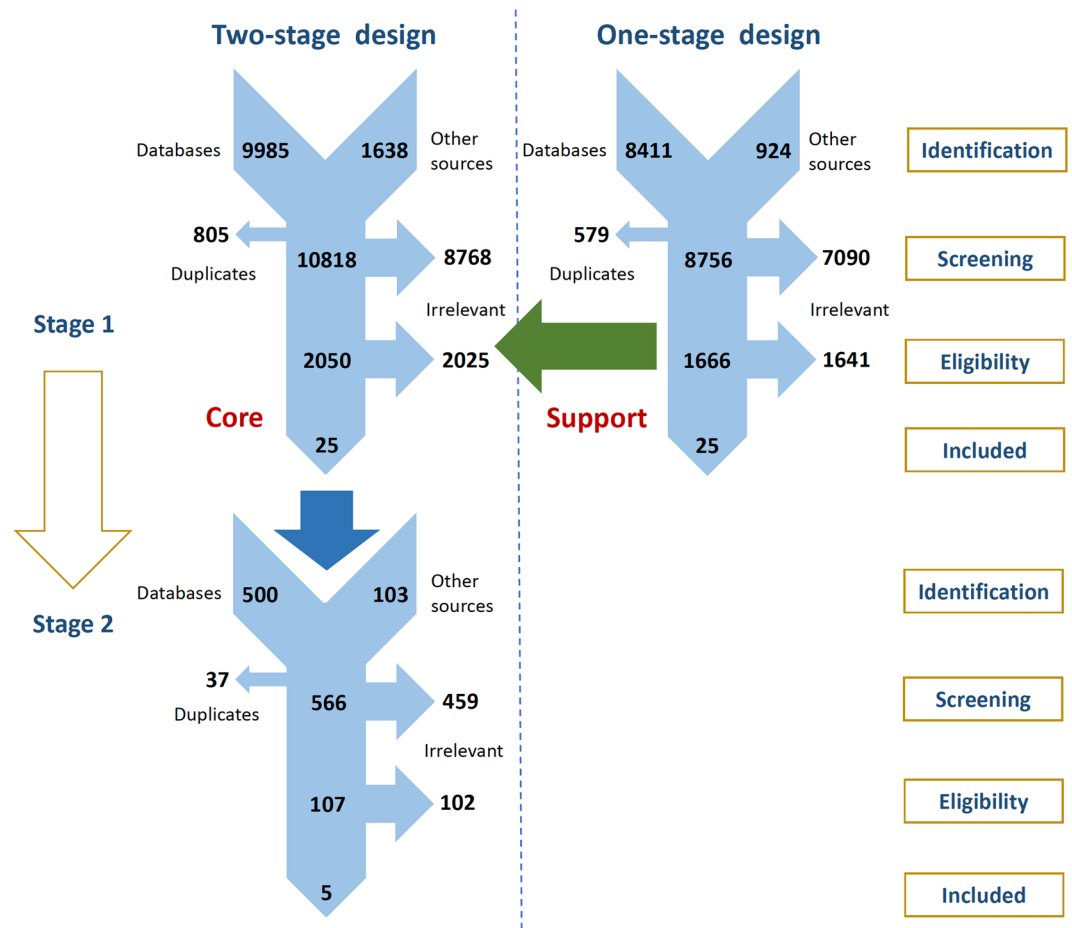 Two-stage design
One-stage design
Databases
9985
1638
Other
sources
Databases
8411
924
Other
sources
Identification
805
Duplicates
10818
8768
579
Duplicates
8756
7090
Screening
Irrelevant
Irrelevant
Stage 1
2050
2025
1666
1641
Eligibility
Core
Support
25
25
Included
Databases
500
103
Other
sources
Identification
Stage 2
37
Duplicates
566
459
Screening
Irrelevant
107
102
Eligibility
5
Included